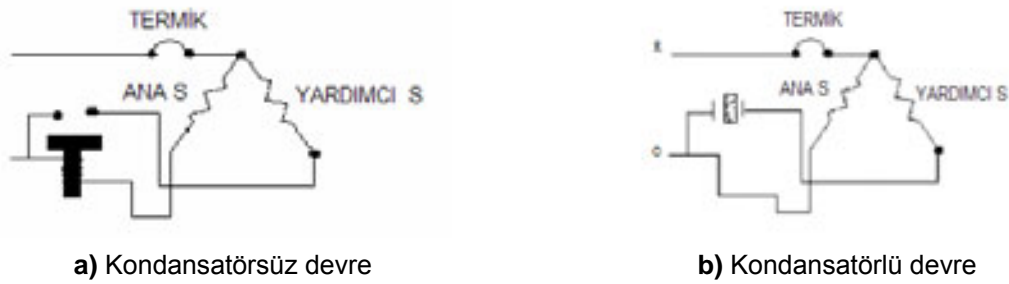 TERMİK
ANA S
YARDIMCI S
a) Kondansatörsüz devre
TERMİK
ANA S
YARDIMCI S
b) Kondansatörlü devre